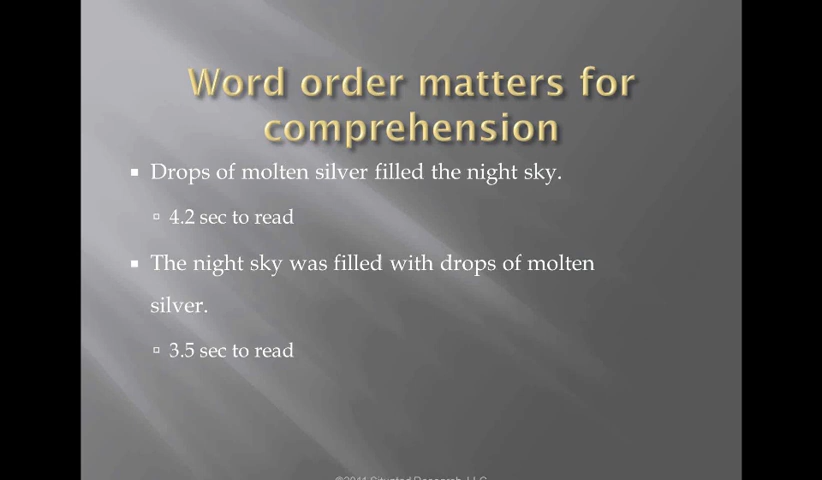 Word order matters for
comprehension
Drops of molten silver filled the night sky.
4.2 sec to read
The night sky was filled with drops of molten
silver.
3.5 sec to read